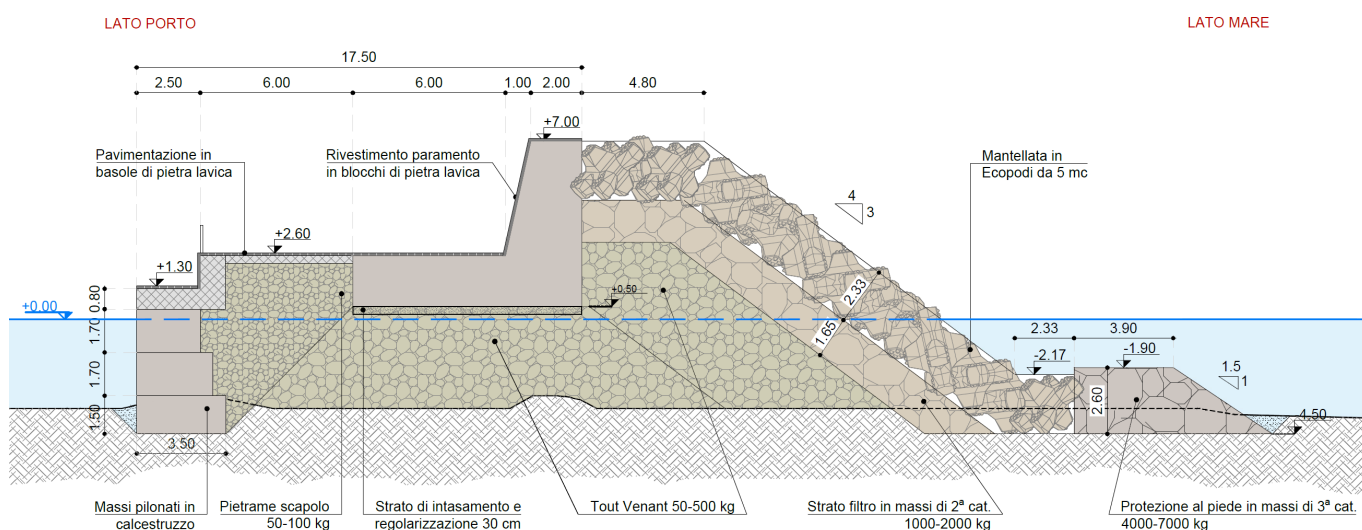 LATO PORTO
LATO MARE
17.50
2.50 6.00 6.00 1.00 2.00 4.80
+7.00
Pavimentazione in
basole di pietra lavica
Rivestimento paramento
in blocchi di pietra lavica
Mantellata in
Ecopodi da 5 mc
4
3
+2.60
+1.30
+0.50
+0.00
0.80
1.70
1.70
1.50
2.33
1.65
2.33 3.90
-2.17
-1.90
1.5
1
2.60
4.50
3.50
Massi pilonati in
calcestruzzo
Pietrame scapolo
50-100 kg
Strato di intasamento e
regolarizzazione 30 cm
Tout Venant 50-500 kg
Strato filtro in massi di 2ª cat.
1000-2000 kg
Protezione al piede in massi di 3ª cat.
4000-7000 kg